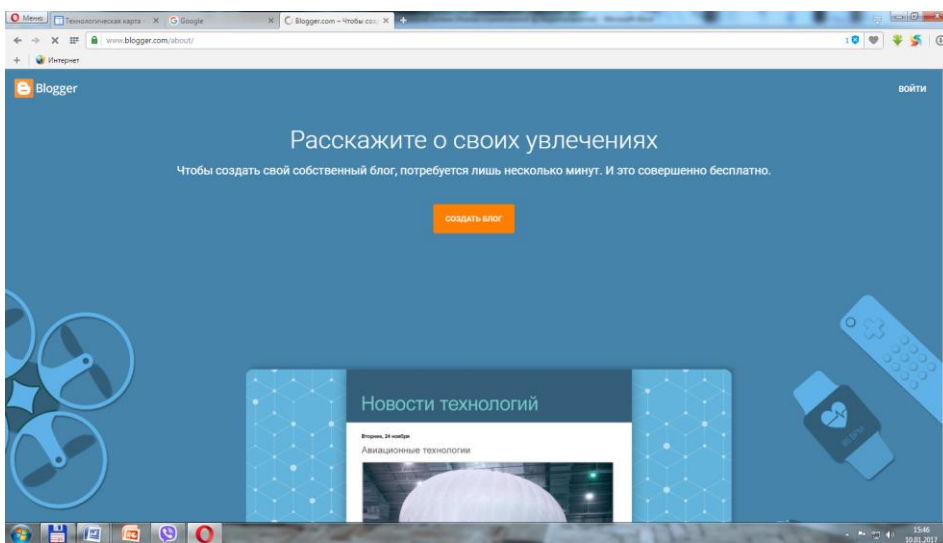 Меню
Технологическая карта
Google
Blogger.com – Чтобы соз
www.blogger.com/about/
1
Интернет
Blogger
ВОЙТИ
Расскажите о своих увлечениях
Чтобы создать свой собственный блог, потребуется лишь несколько минут. И это совершенно бесплатно.
СОЗДАТЬ БЛОГ
Новости технологий
Вторник, 24 ноября
Авиационные технологии
15:46
10.01.2017